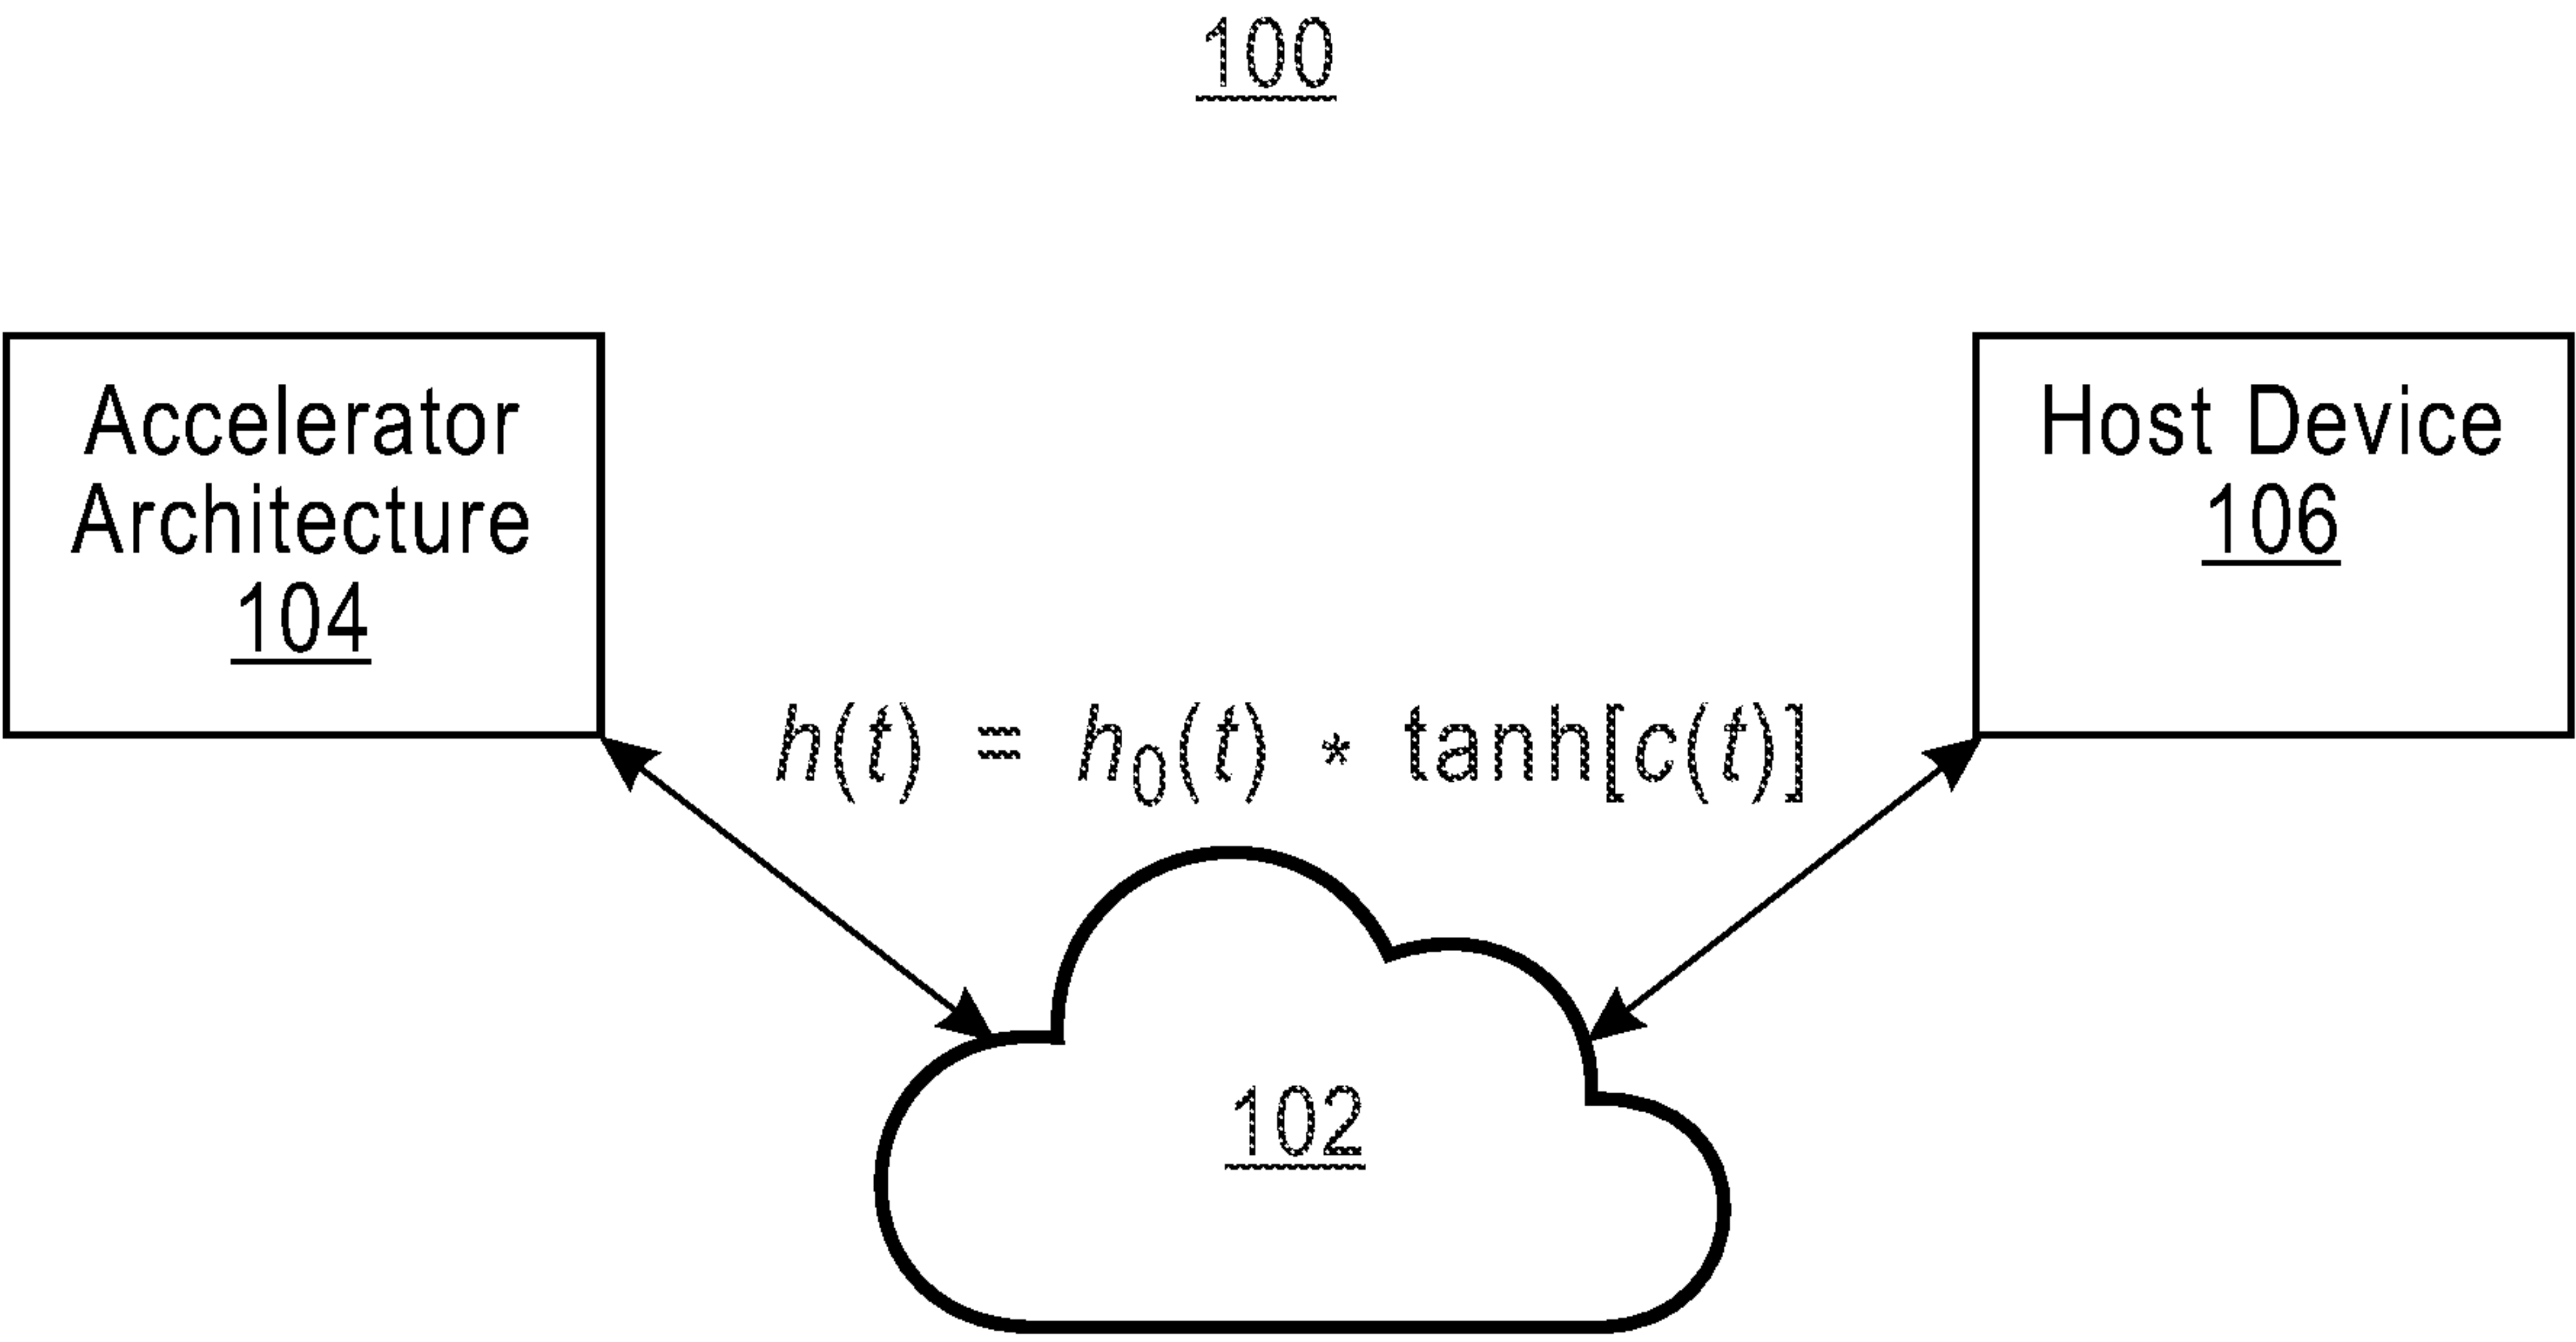 100
Accelerator
Architecture
104
Host Device
106
h(t) = h₀(t) * tanh[c(t)]
102